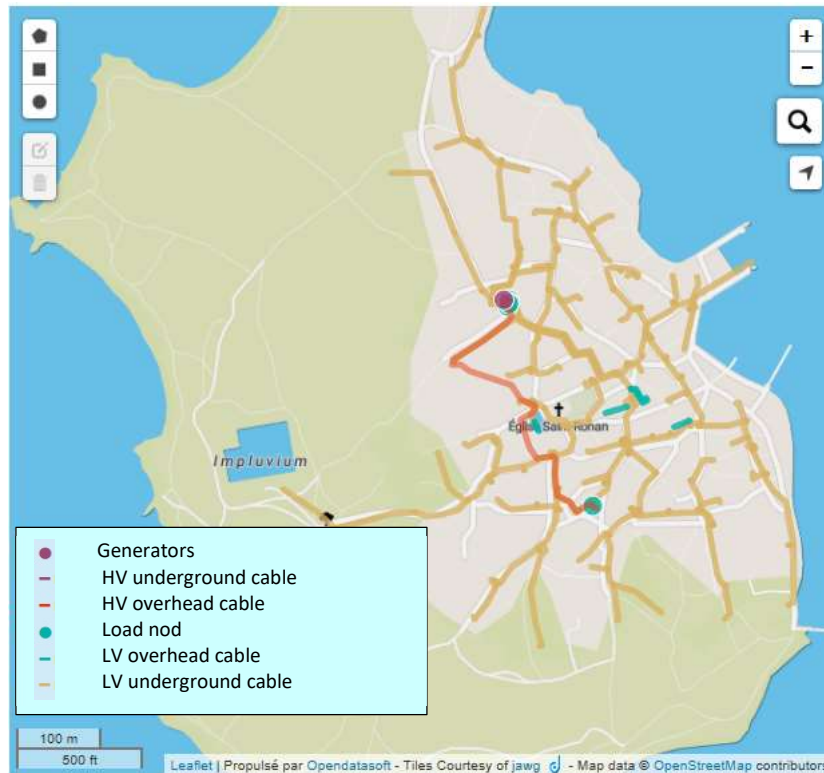 +
−
Église Saint-Ronan
Impluvium
Generators
HV underground cable
HV overhead cable
Load nod
LV overhead cable
LV underground cable
100 m
500 ft
Leaflet | Propulsé par Opendatasoft - Tiles Courtesy of jawg - Map data © OpenStreetMap contributors